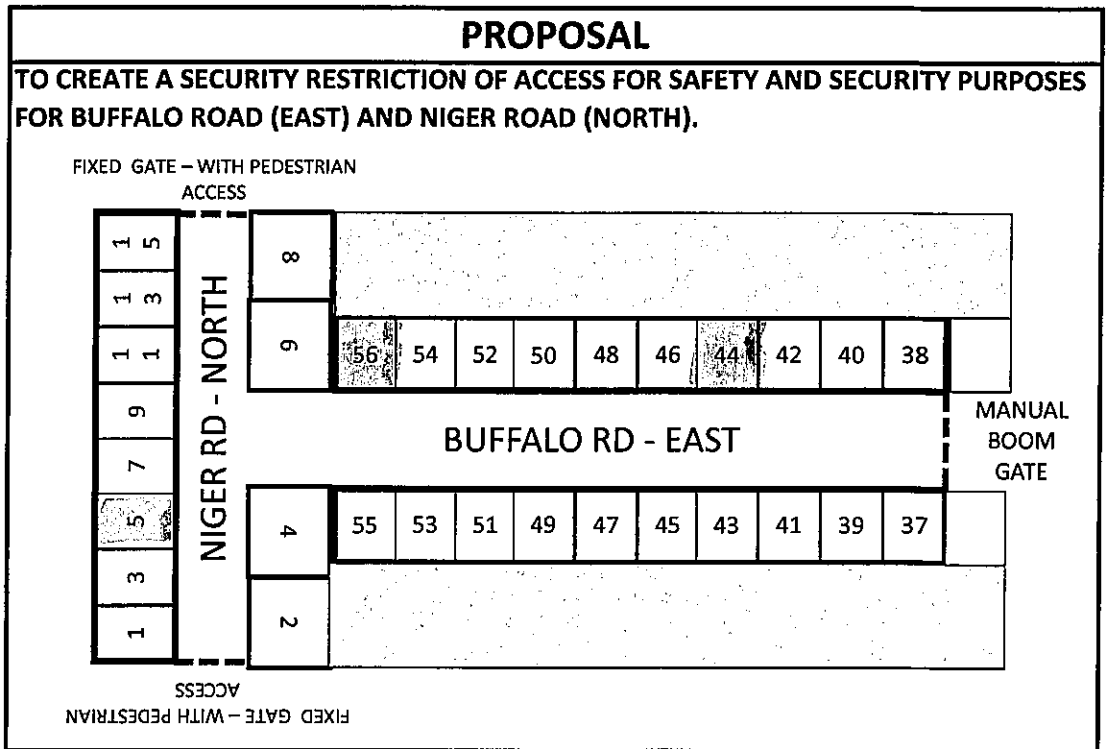 PROPOSAL
TO CREATE A SECURITY RESTRICTION OF ACCESS FOR SAFETY AND SECURITY PURPOSES
FOR BUFFALO ROAD (EAST) AND NIGER ROAD (NORTH).
FIXED GATE – WITH PEDESTRIAN
ACCESS
15
13
11
9
7
5
3
1
NIGER RD - NORTH
8
6
4
2
56 54 52 50 48 46 44 42 40 38
BUFFALO RD - EAST
MANUAL
BOOM
GATE
55 53 51 49 47 45 43 41 39 37
FIXED GATE – WITH PEDESTRIAN
ACCESS